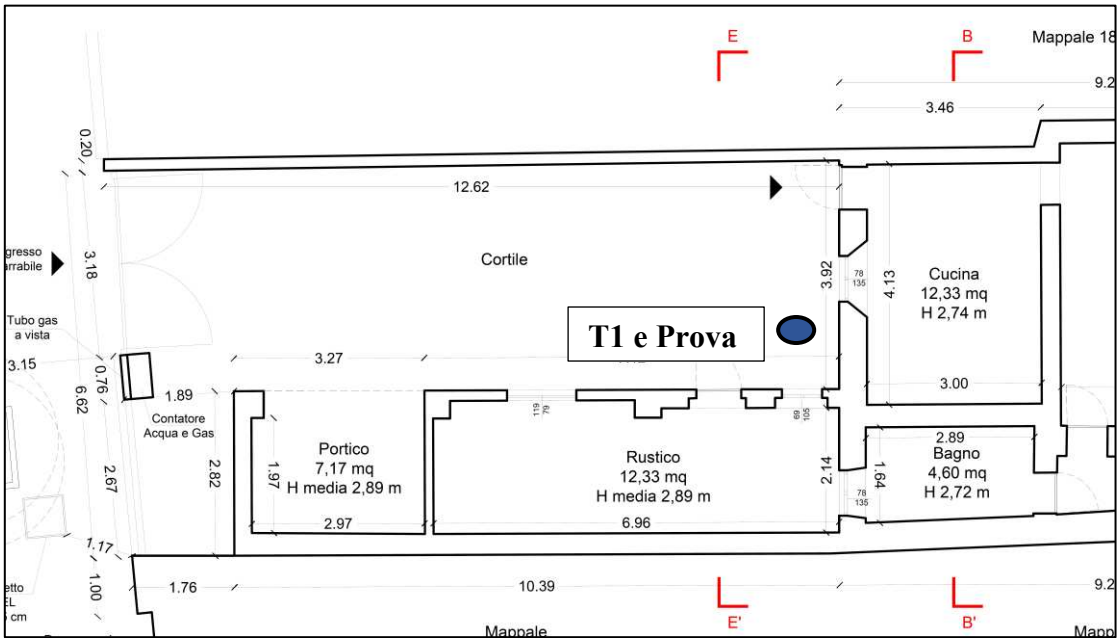 E
B
Mappale 18
9.2
3.46
0.20
12.62
gresso
rrabile
3.18
Cortile
3.92
78
135
4.13
Cucina
12,33 mq
H 2,74 m
Tubo gas
a vista
T1 e Prova
3.15
0.76
6.62
3.27
1.89
3.00
Contatore
Acqua e Gas
119
79
69
105
2.89
Portico
7,17 mq
H media 2,89 m
1.97
2.82
2.67
Rustico
12,33 mq
H media 2,89 m
2.14
Bagno
4,60 mq
H 2,72 m
1.64
78
135
2.97
6.96
1.17
1.00
etto
EL
cm
1.76
10.39
9.2
E'
B'
Mappale
Mapp